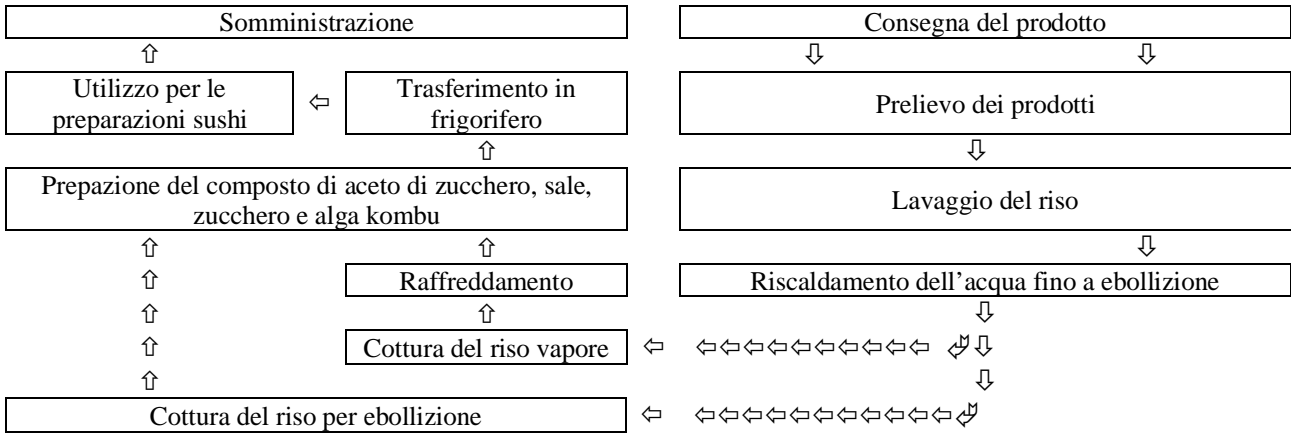 Somministrazione
Consegna del prodotto
Utilizzo per le
preparazioni sushi
Trasferimento in
frigorifero
Prelievo dei prodotti
Prepazione del composto di aceto di zucchero, sale,
zucchero e alga kombu
Lavaggio del riso
Raffreddamento
Riscaldamento dell’acqua fino a ebollizione
Cottura del riso vapore
Cottura del riso per ebollizione